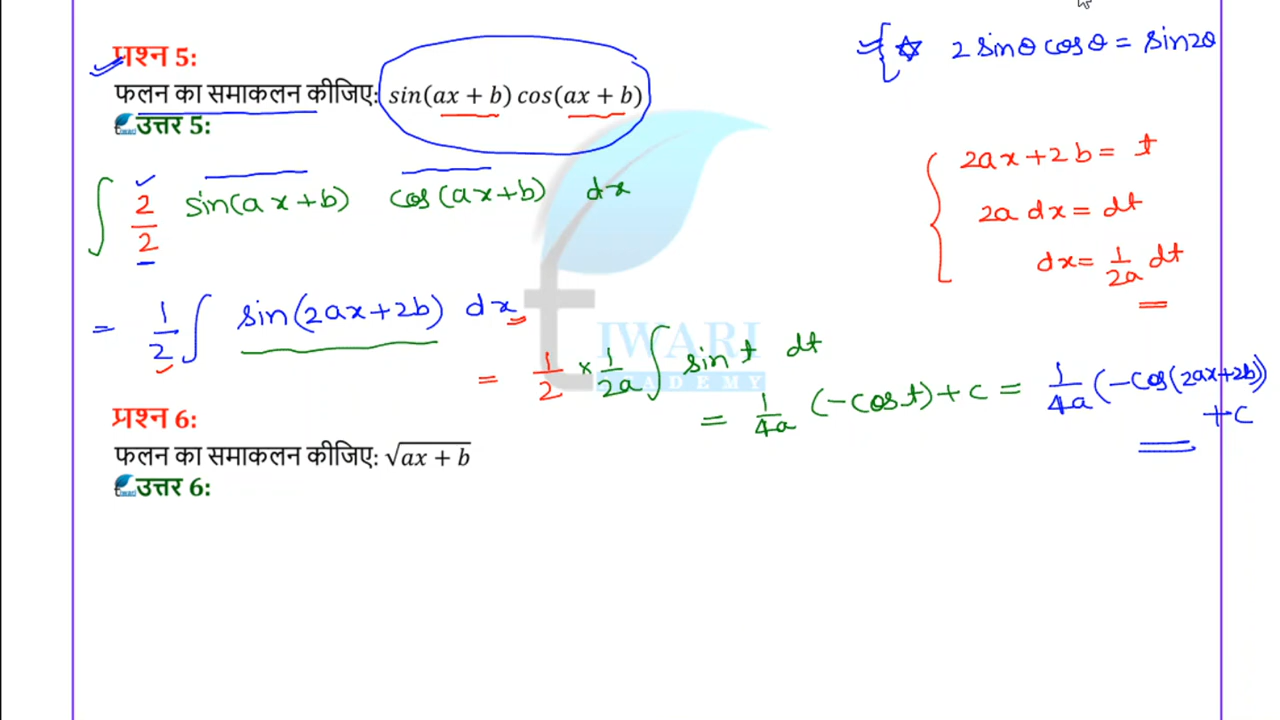 प्रश्न 5:
☆ 2 sinθ cosθ = sin2θ
फलन का समाकलन कीजिए: sin(ax + b) cos(ax + b)
उत्तर 5:
∫ 2/2 sin(ax+b) cos(ax+b) dx
2ax+2b = t
2a dx = dt
dx = 1/2a dt
= 1/2 ∫ sin(2ax+2b) dx
= 1/2 × 1/2a ∫ sin t dt
= 1/4a (-cos t) + c = 1/4a (-cos(2ax+2b))
+c
IWARI
ACADEMY
प्रश्न 6:
फलन का समाकलन कीजिए: √ax + b
उत्तर 6: